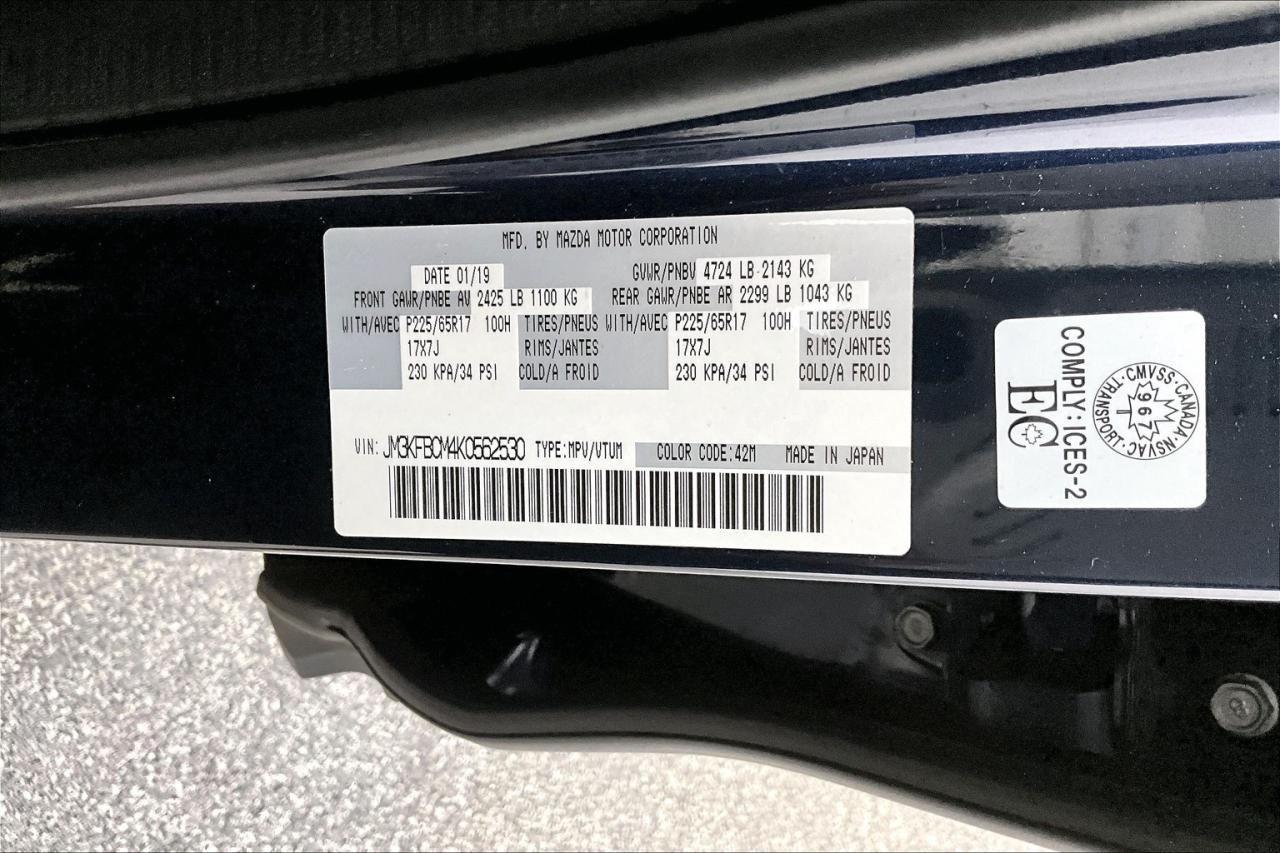 MFD. BY MAZDA MOTOR CORPORATION
DATE 01/19 GVWR/PNBV 4724 LB 2143 KG
FRONT GAWR/PNBE AV 2425 LB 1100 KG REAR GAWR/PNBE AR 2299 LB 1043 KG
WITH/AVEC P225/65R17 100H TIRES/PNEUS WITH/AVEC P225/65R17 100H TIRES/PNEUS
17X7J RIMS/JANTES 17X7J RIMS/JANTES
230 KPA/34 PSI COLD/A FROID 230 KPA/34 PSI COLD/A FROID
VIN: JM3KFBCM4K0562530 TYPE:MPV/VTUM COLOR CODE:42M MADE IN JAPAN
COMPLY: ICES-2
EC
CMVSS·CANADA·NSVAC·TRANSPORT·
967